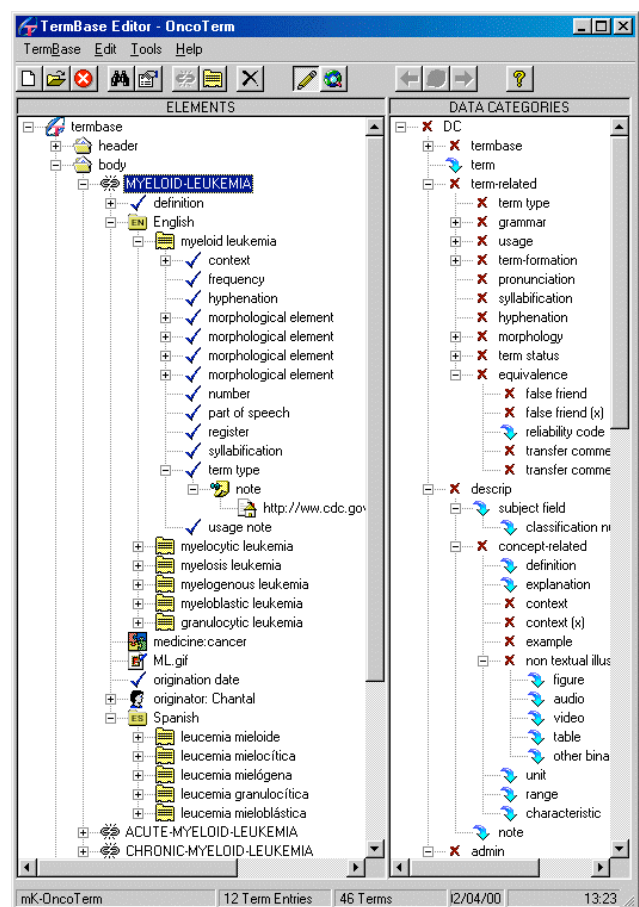 TermBase Editor - OncoTerm
TermBase Edit Tools Help
ELEMENTS
termbase
header
body
MYELOID-LEUKEMIA
definition
EN English
myeloid leukemia
context
frequency
hyphenation
morphological element
morphological element
morphological element
morphological element
number
part of speech
register
syllabification
term type
note
http://ww.cdc.gov
usage note
myelocytic leukemia
myelosis leukemia
myelogenous leukemia
myeloblastic leukemia
granulocytic leukemia
medicine:cancer
ML.gif
origination date
originator: Chantal
ES Spanish
leucemia mieloide
leucemia mielocítica
leucemia mielógena
leucemia granulocítica
leucemia mieloblástica
ACUTE-MYELOID-LEUKEMIA
CHRONIC-MYELOID-LEUKEMIA
DATA CATEGORIES
DC
termbase
term
term-related
term type
grammar
usage
term-formation
pronunciation
syllabification
hyphenation
morphology
term status
equivalence
false friend
false friend (x)
reliability code
transfer comme
transfer comme
descrip
subject field
classification nu
concept-related
definition
explanation
context
context (x)
example
non textual illus
figure
audio
video
table
other bina
unit
range
characteristic
note
admin
mK-OncoTerm 12 Term Entries 46 Terms 02/04/00 13:23